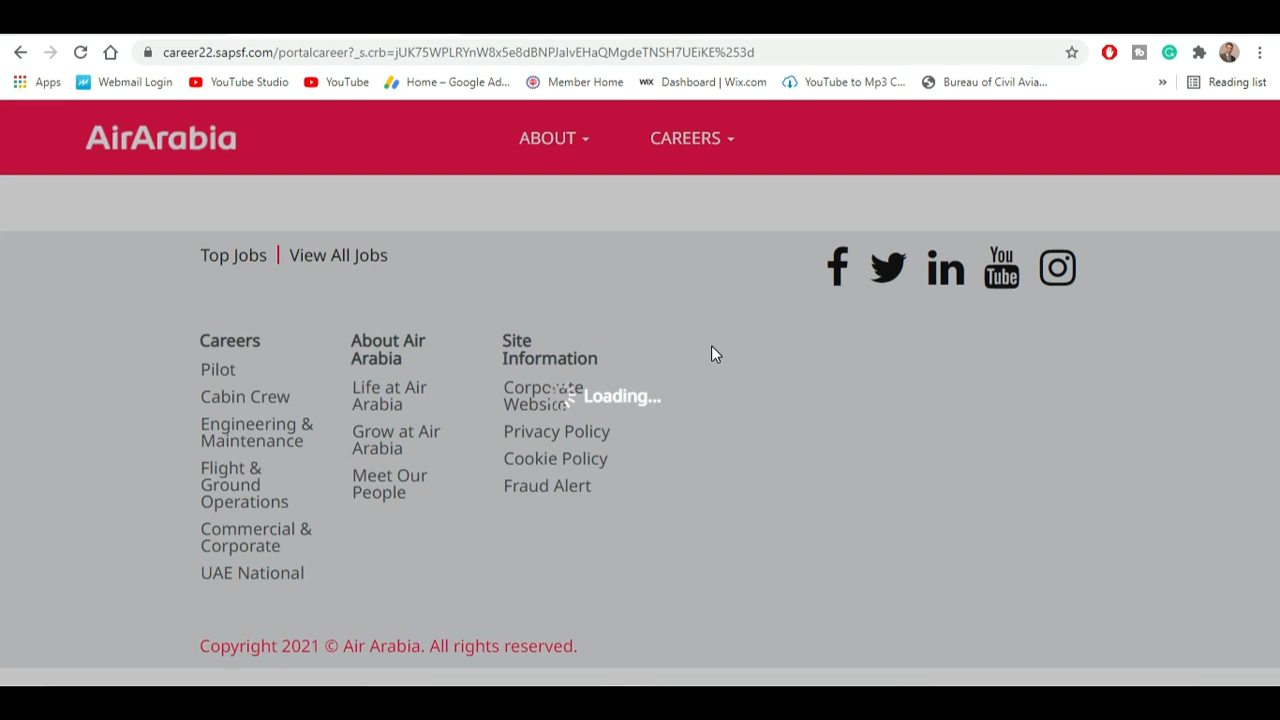 career22.sapsf.com/portalcareer?_s.crb=jUK75WPLRYnW8x5e8dBNPJaIvEHaQMgdeTNSH7UEiKE%253d
Apps Webmail Login YouTube Studio YouTube Home – Google Ad... Member Home WIX Dashboard | Wix.com YouTube to Mp3 C... Bureau of Civil Avia... » Reading list
AirArabia ABOUT CAREERS
Top Jobs | View All Jobs
You
Tube
Careers
Pilot
Cabin Crew
Engineering &
Maintenance
Flight &
Ground
Operations
Commercial &
Corporate
UAE National
About Air
Arabia
Life at Air
Arabia
Grow at Air
Arabia
Meet Our
People
Site
Information
Corporate
Website
Privacy Policy
Cookie Policy
Fraud Alert
Loading...
Copyright 2021 © Air Arabia. All rights reserved.